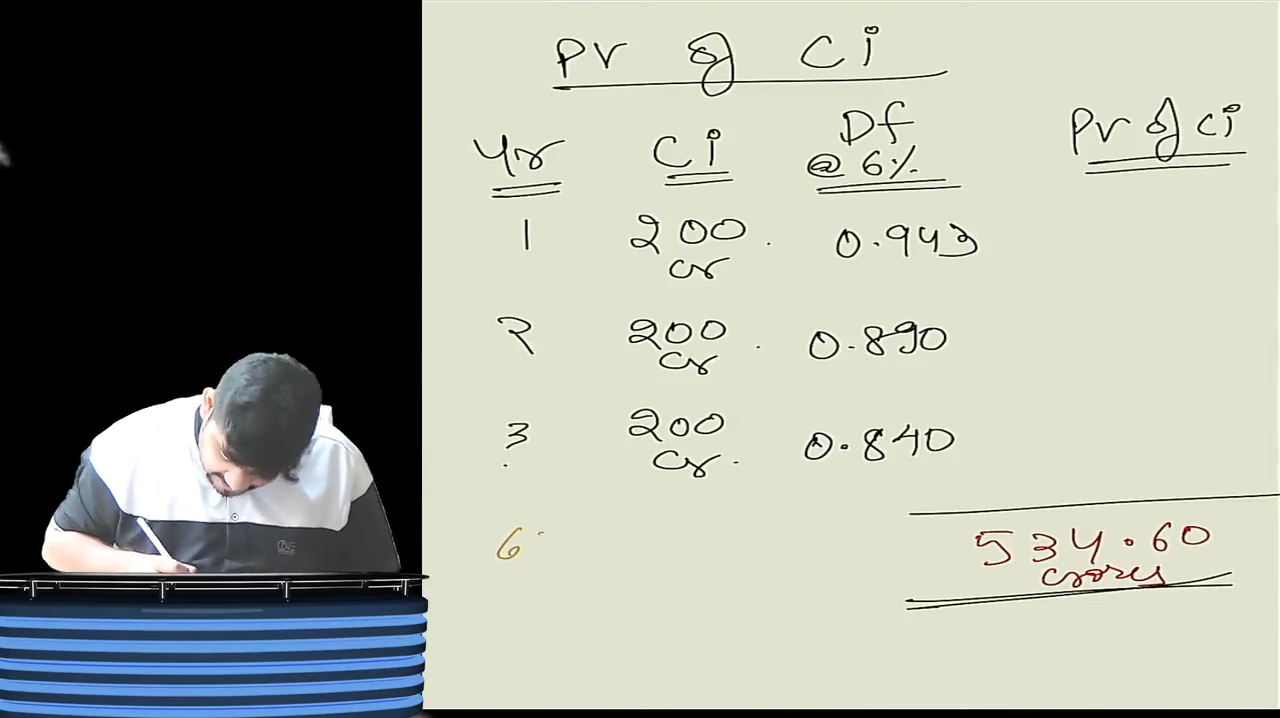 PV of Ci
Yr Ci Df @ 6% PV of Ci
1 200 cr. 0.943
2 200 cr. 0.890
3 200 cr. 0.840
534.60
crores
6